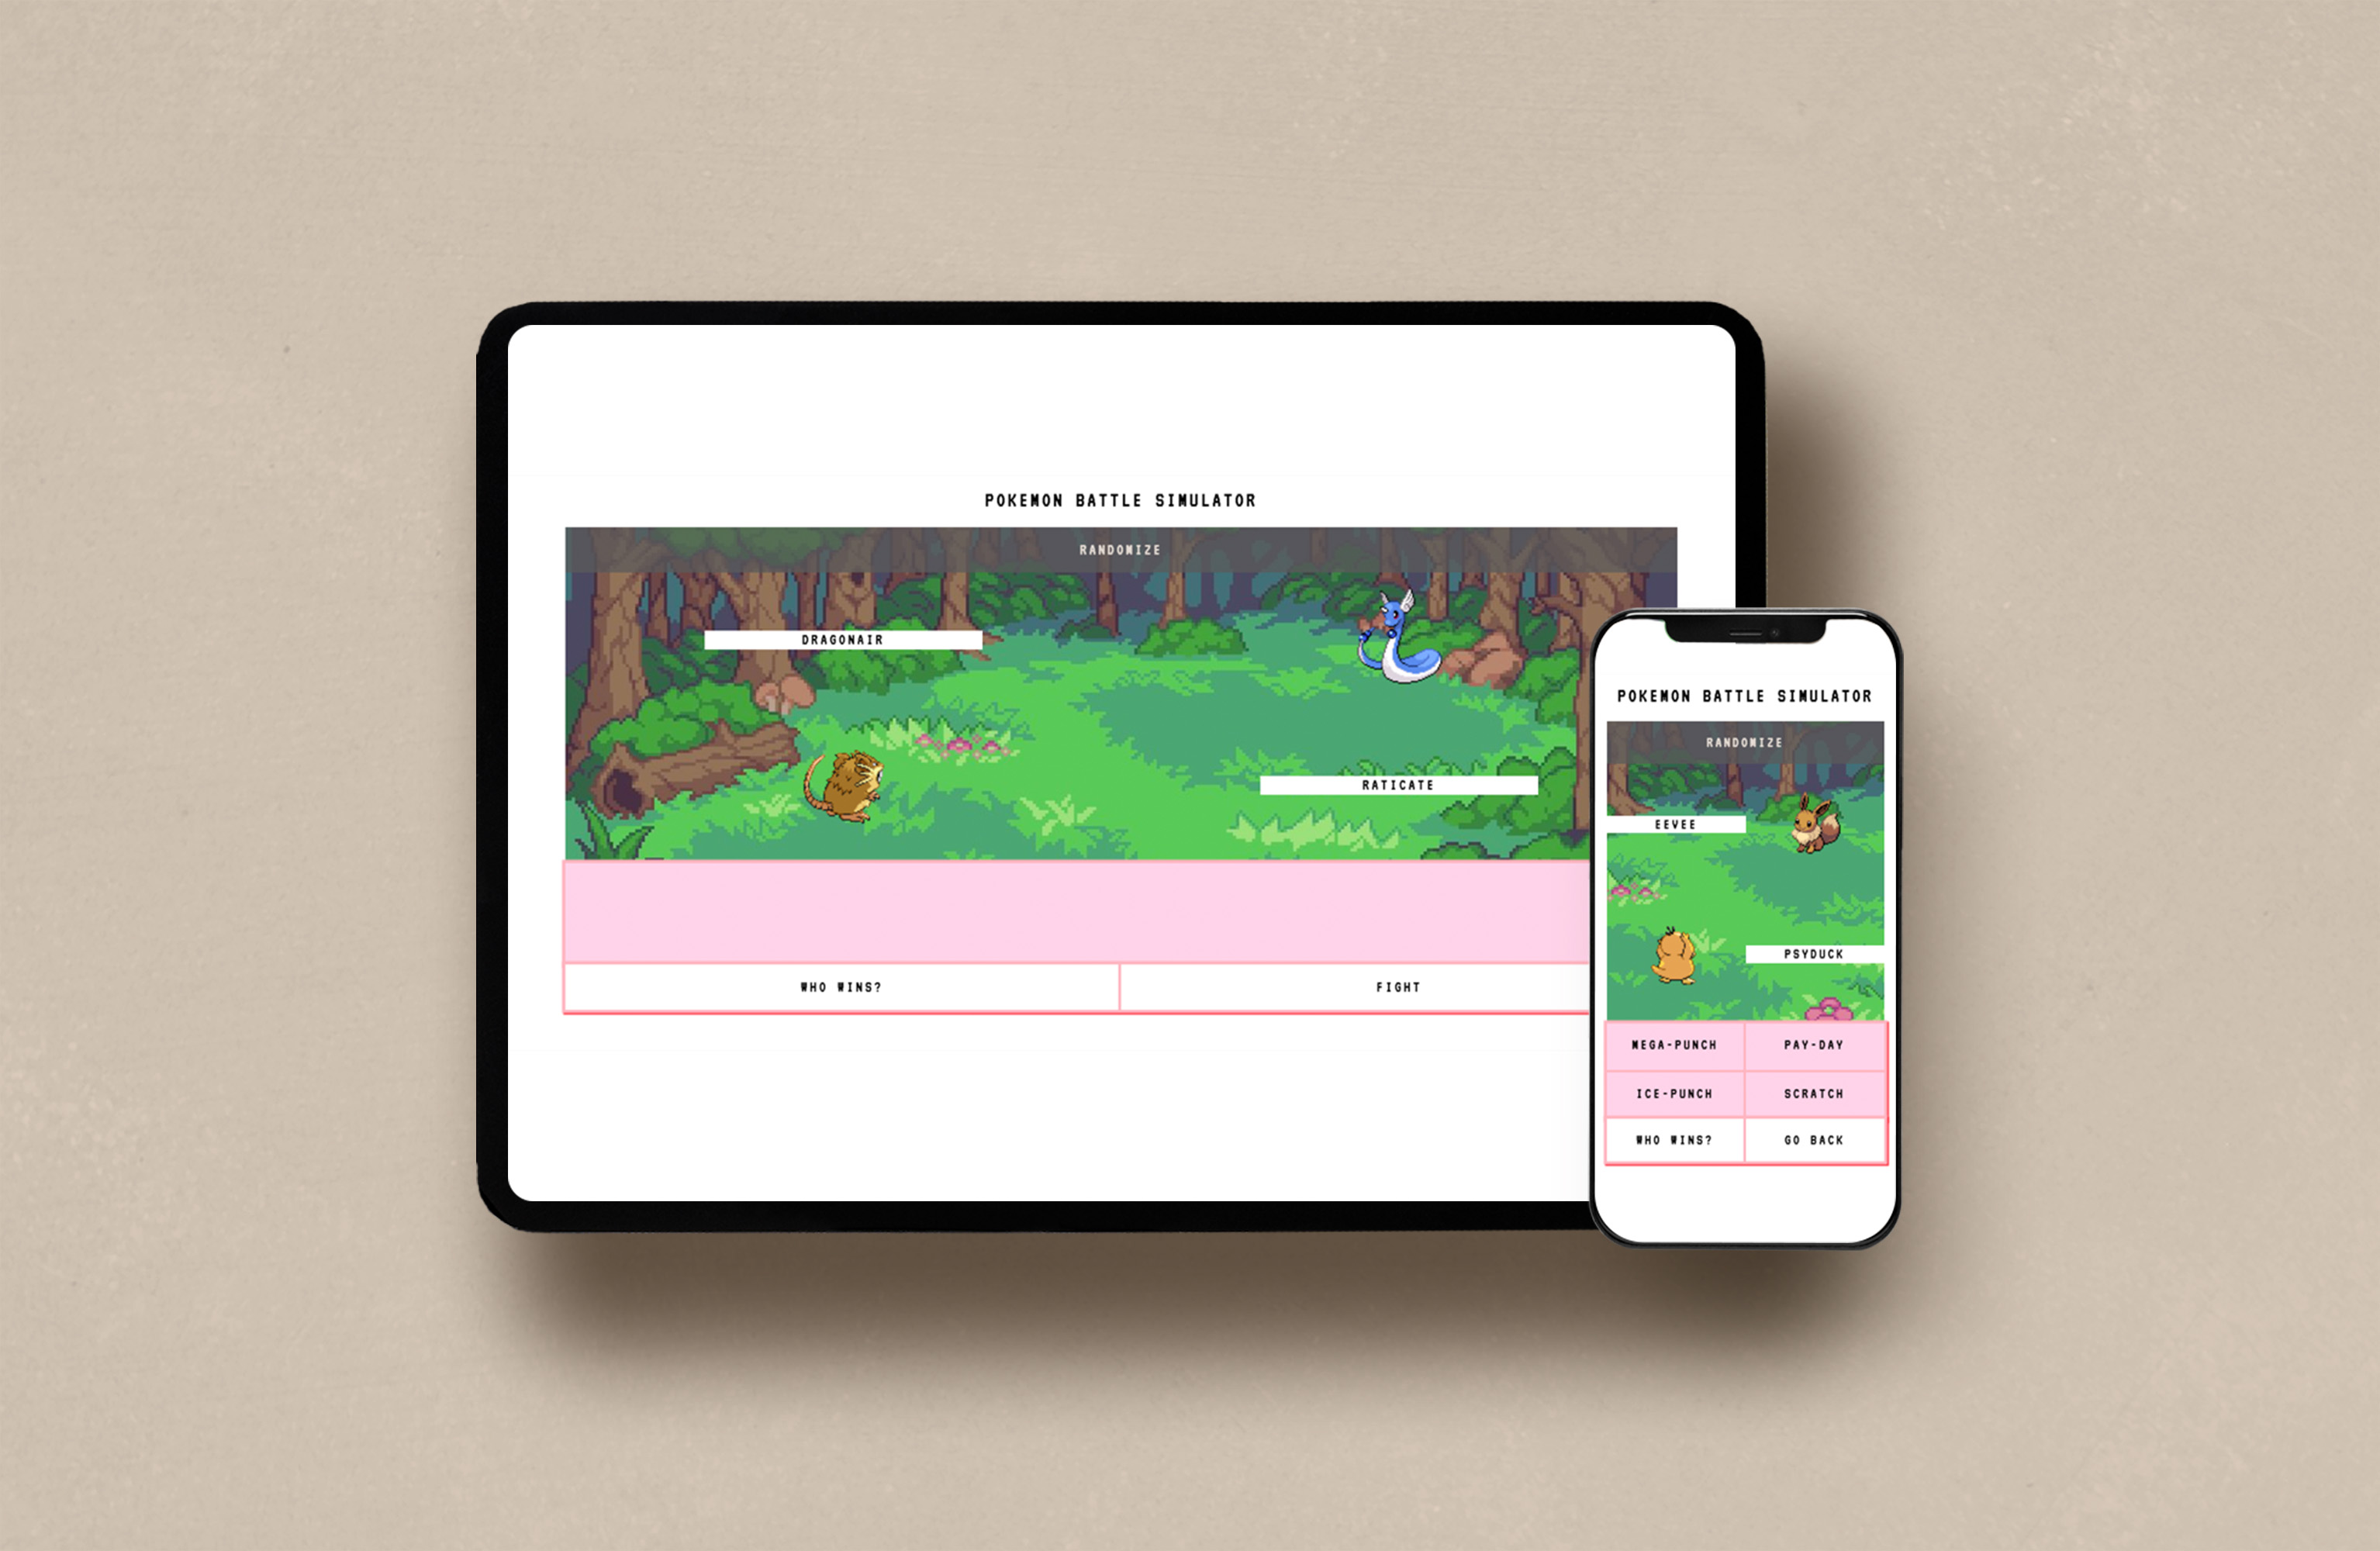 POKEMON BATTLE SIMULATOR
RANDOMIZE
DRAGONAIR
RATICATE
WHO WINS?
FIGHT
POKEMON BATTLE SIMULATOR
RANDOMIZE
EEVEE
PSYDUCK
MEGA-PUNCH
PAY-DAY
ICE-PUNCH
SCRATCH
WHO WINS?
GO BACK